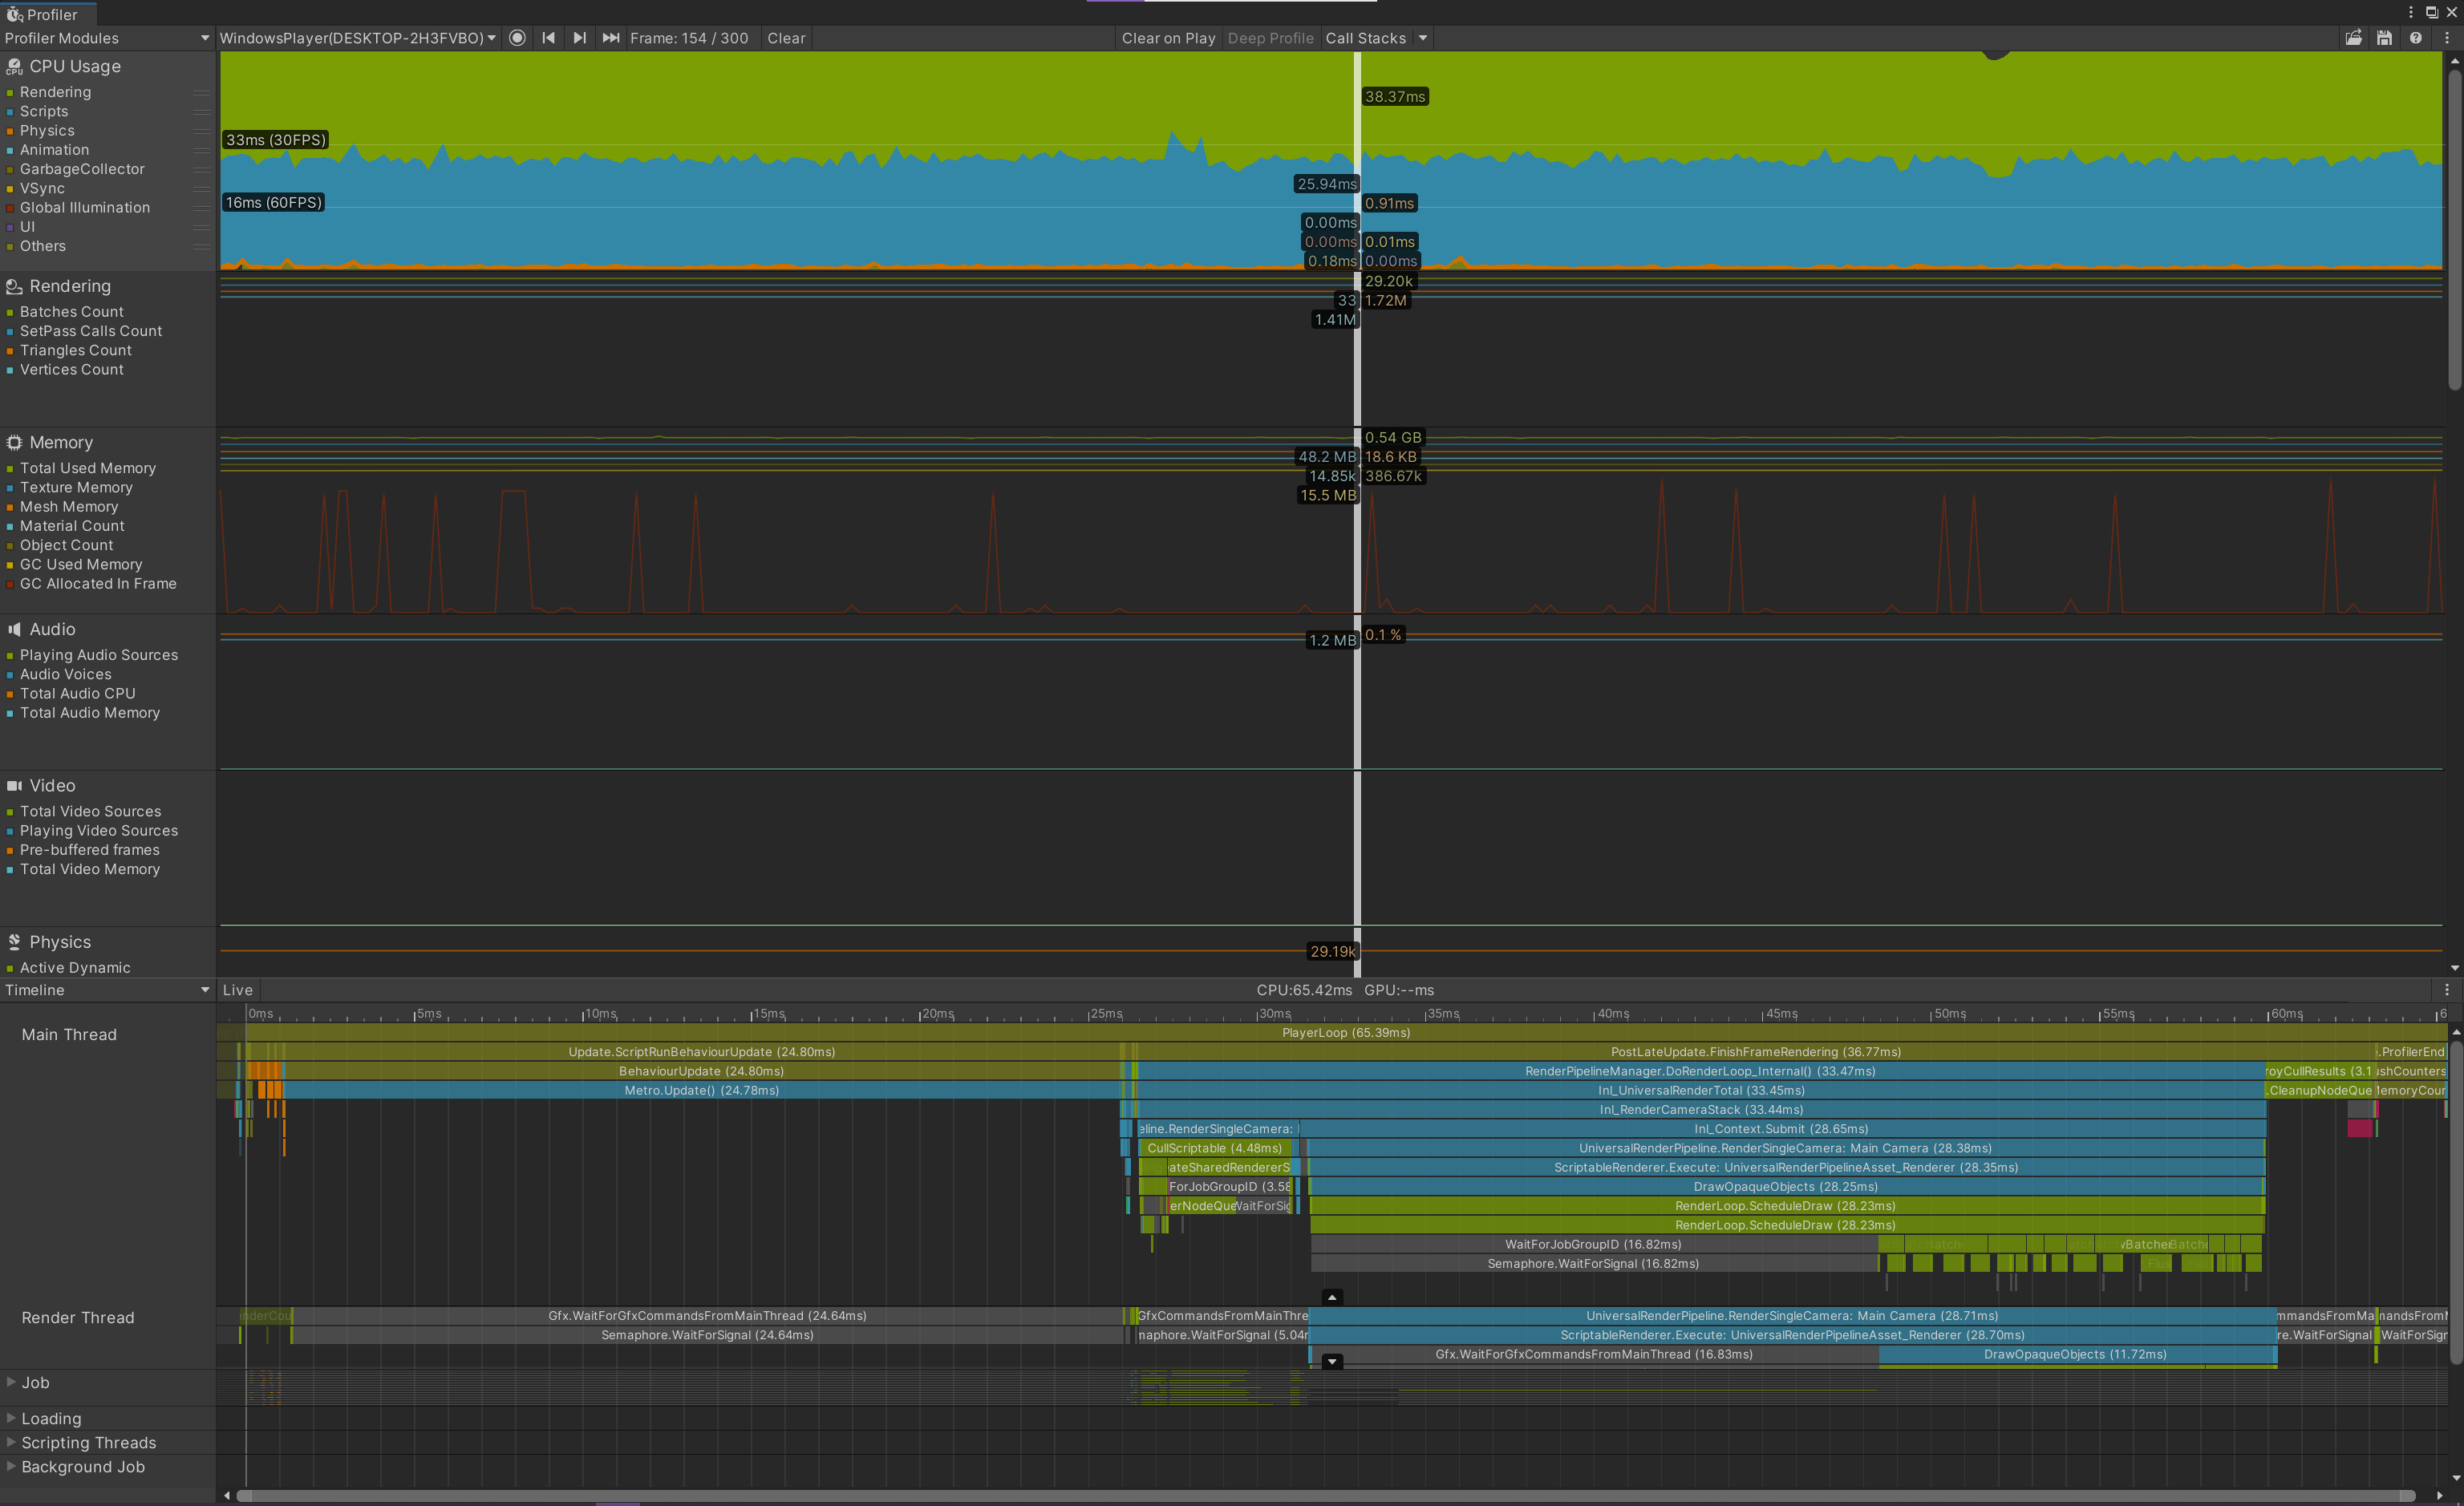 Profiler
Profiler Modules
WindowsPlayer(DESKTOP-2H3FVBO)
Frame: 154 / 300
Clear
Clear on Play
Deep Profile
Call Stacks
CPU Usage
Rendering
Scripts
Physics
Animation
GarbageCollector
VSync
Global Illumination
UI
Others
33ms (30FPS)
16ms (60FPS)
38.37ms
25.94ms
0.91ms
0.00ms
0.00ms
0.01ms
0.18ms
0.00ms
Rendering
Batches Count
SetPass Calls Count
Triangles Count
Vertices Count
29.20k
33
1.72M
1.41M
Memory
Total Used Memory
Texture Memory
Mesh Memory
Material Count
Object Count
GC Used Memory
GC Allocated In Frame
0.54 GB
48.2 MB
18.6 KB
14.85k
386.67k
15.5 MB
Audio
Playing Audio Sources
Audio Voices
Total Audio CPU
Total Audio Memory
1.2 MB
0.1 %
Video
Total Video Sources
Playing Video Sources
Pre-buffered frames
Total Video Memory
Physics
Active Dynamic
29.19k
Timeline
Live
CPU:65.42ms GPU:--ms
0ms 5ms 10ms 15ms 20ms 25ms 30ms 35ms 40ms 45ms 50ms 55ms 60ms 6
Main Thread
PlayerLoop (65.39ms)
Update.ScriptRunBehaviourUpdate (24.80ms)
PostLateUpdate.FinishFrameRendering (36.77ms)
.ProfilerEnd
BehaviourUpdate (24.80ms)
RenderPipelineManager.DoRenderLoop_Internal() (33.47ms)
royCullResults (3.1
ushCounters
Metro.Update() (24.78ms)
Inl_UniversalRenderTotal (33.45ms)
.CleanupNodeQue
lemoryCour
Inl_RenderCameraStack (33.44ms)
eline.RenderSingleCamera:
Inl_Context.Submit (28.65ms)
CullScriptable (4.48ms)
UniversalRenderPipeline.RenderSingleCamera: Main Camera (28.38ms)
ateSharedRendererS
ScriptableRenderer.Execute: UniversalRenderPipelineAsset_Renderer (28.35ms)
ForJobGroupID (3.58
DrawOpaqueObjects (28.25ms)
erNodeQue
WaitForSig
RenderLoop.ScheduleDraw (28.23ms)
RenderLoop.ScheduleDraw (28.23ms)
WaitForJobGroupID (16.82ms)
wBatche
Batche
Semaphore.WaitForSignal (16.82ms)
Render Thread
nderCou
Gfx.WaitForGfxCommandsFromMainThread (24.64ms)
GfxCommandsFromMainThre
UniversalRenderPipeline.RenderSingleCamera: Main Camera (28.71ms)
mmandsFromMa
nandsFromM
Semaphore.WaitForSignal (24.64ms)
naphore.WaitForSignal (5.04r
ScriptableRenderer.Execute: UniversalRenderPipelineAsset_Renderer (28.70ms)
re.WaitForSignal
WaitForSigr
Gfx.WaitForGfxCommandsFromMainThread (16.83ms)
DrawOpaqueObjects (11.72ms)
Job
Loading
Scripting Threads
Background Job